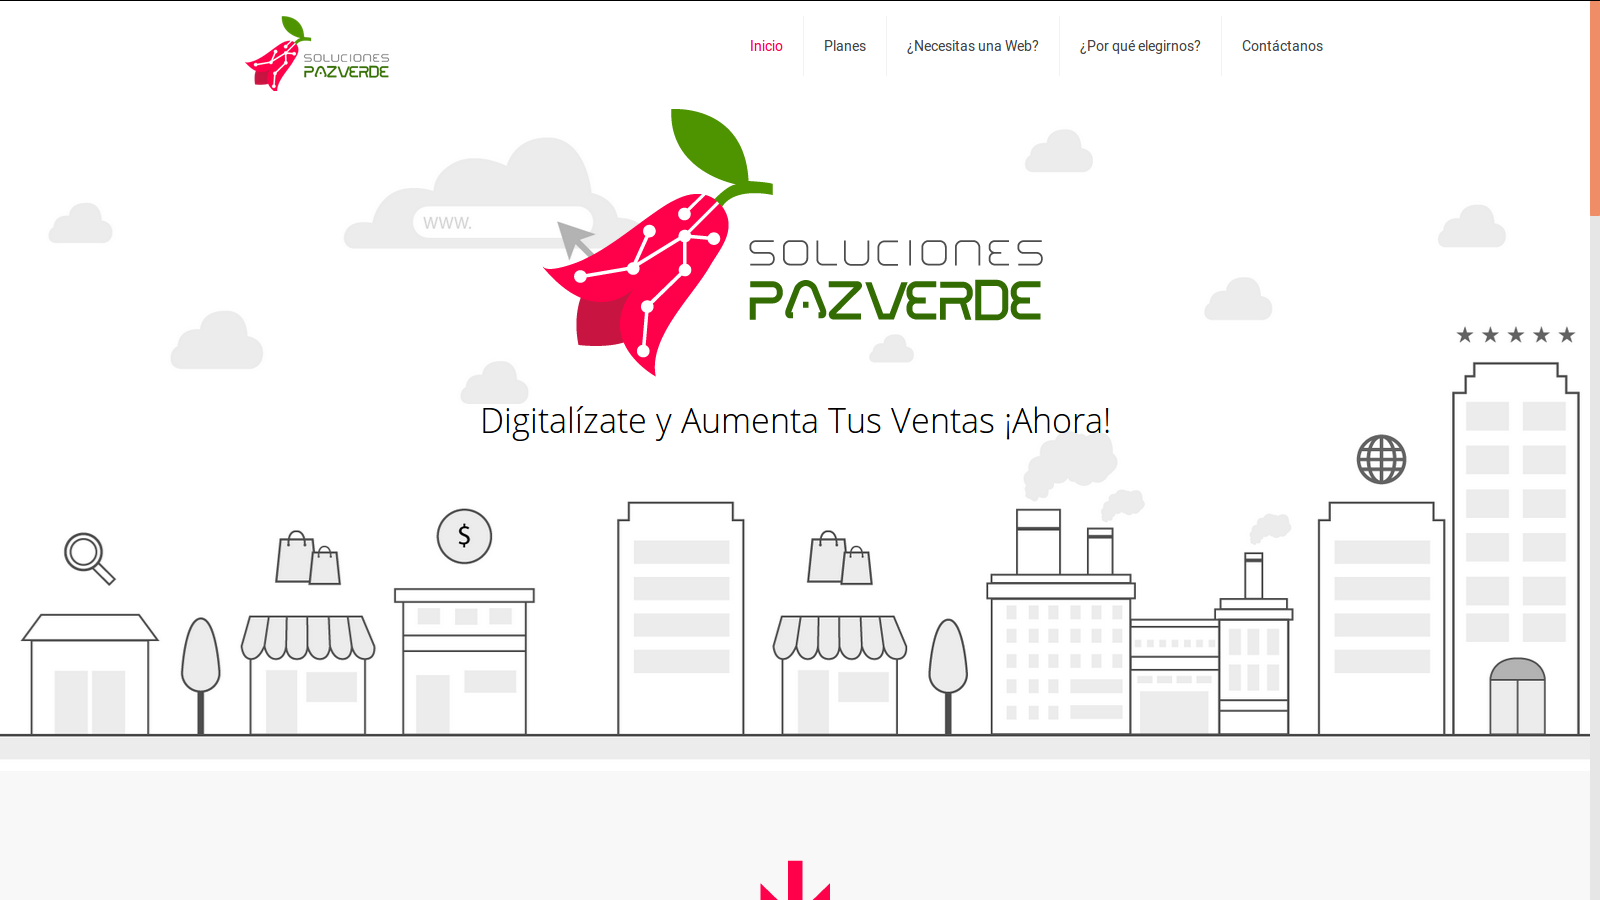 SOLUCIONES
PAZVERDE
Inicio
Planes
¿Necesitas una Web?
¿Por qué elegirnos?
Contáctanos
www.
SOLUCIONES
PAZVERDE
Digitalízate y Aumenta Tus Ventas ¡Ahora!
$